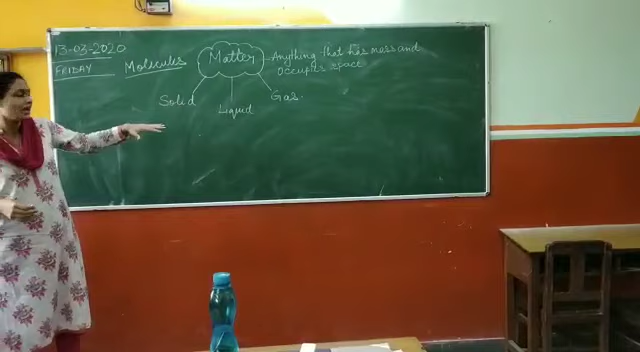 13-03-2020
FRIDAY
Molecules
Matter
Anything that has mass and
occupies space
Solid
Liquid
Gas.